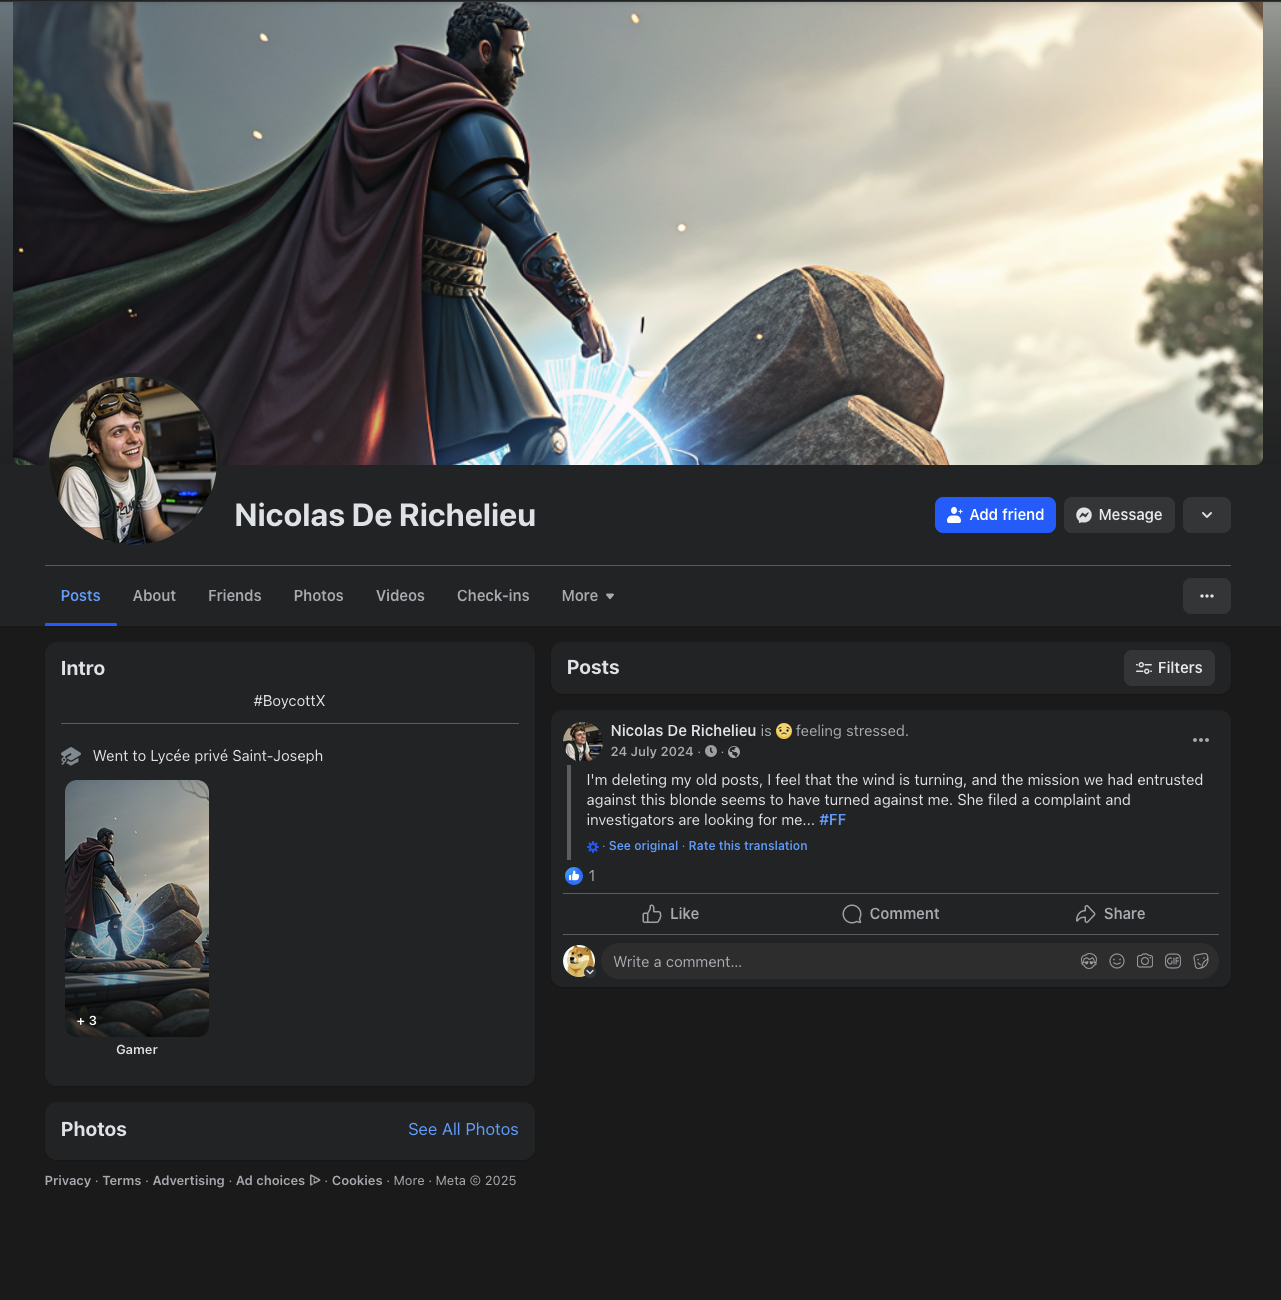 Nicolas De Richelieu
Add friend
Message
Posts
About
Friends
Photos
Videos
Check-ins
More
Intro
#BoycottX
Went to Lycée privé Saint-Joseph
+ 3
Gamer
Photos
See All Photos
Privacy · Terms · Advertising · Ad choices · Cookies · More · Meta © 2025
Posts
Filters
Nicolas De Richelieu is 😟 feeling stressed.
24 July 2024 · ·
I'm deleting my old posts, I feel that the wind is turning, and the mission we had entrusted
against this blonde seems to have turned against me. She filed a complaint and
investigators are looking for me... #FF
· See original · Rate this translation
1
Like
Comment
Share
Write a comment...
GIF